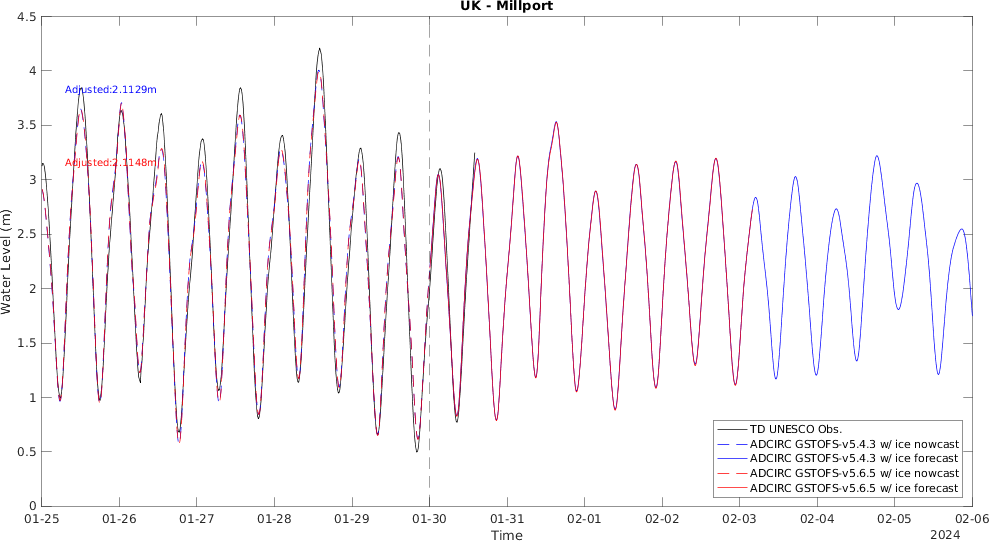 UK - Millport
4.5
4
3.5
3
2.5
2
1.5
1
0.5
0
Water Level (m)
Adjusted:2.1129m
Adjusted:2.1148m
TD UNESCO Obs.
ADCIRC GSTOFS-v5.4.3 w/ ice nowcast
ADCIRC GSTOFS-v5.4.3 w/ ice forecast
ADCIRC GSTOFS-v5.6.5 w/ ice nowcast
ADCIRC GSTOFS-v5.6.5 w/ ice forecast
01-25 01-26 01-27 01-28 01-29 01-30 01-31 02-01 02-02 02-03 02-04 02-05 02-06
Time
2024